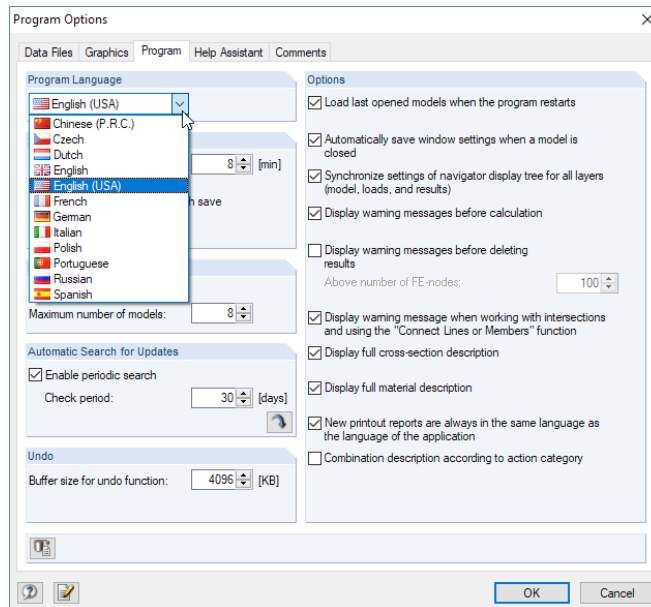 Program Options
Data Files
Graphics
Program
Help Assistant
Comments
Program Language
English (USA)
Chinese (P.R.C.)
Czech
Dutch
English
English (USA)
French
German
Italian
Polish
Portuguese
Russian
Spanish
8 [min]
save
Maximum number of models: 8
Automatic Search for Updates
Enable periodic search
Check period: 30 [days]
Undo
Buffer size for undo function: 4096 [KB]
Options
Load last opened models when the program restarts
Automatically save window settings when a model is
closed
Synchronize settings of navigator display tree for all layers
(model, loads, and results)
Display warning messages before calculation
Display warning messages before deleting
results
Above number of FE-nodes: 100
Display warning message when working with intersections
and using the "Connect Lines or Members" function
Display full cross-section description
Display full material description
New printout reports are always in the same language as
the language of the application
Combination description according to action category
OK
Cancel